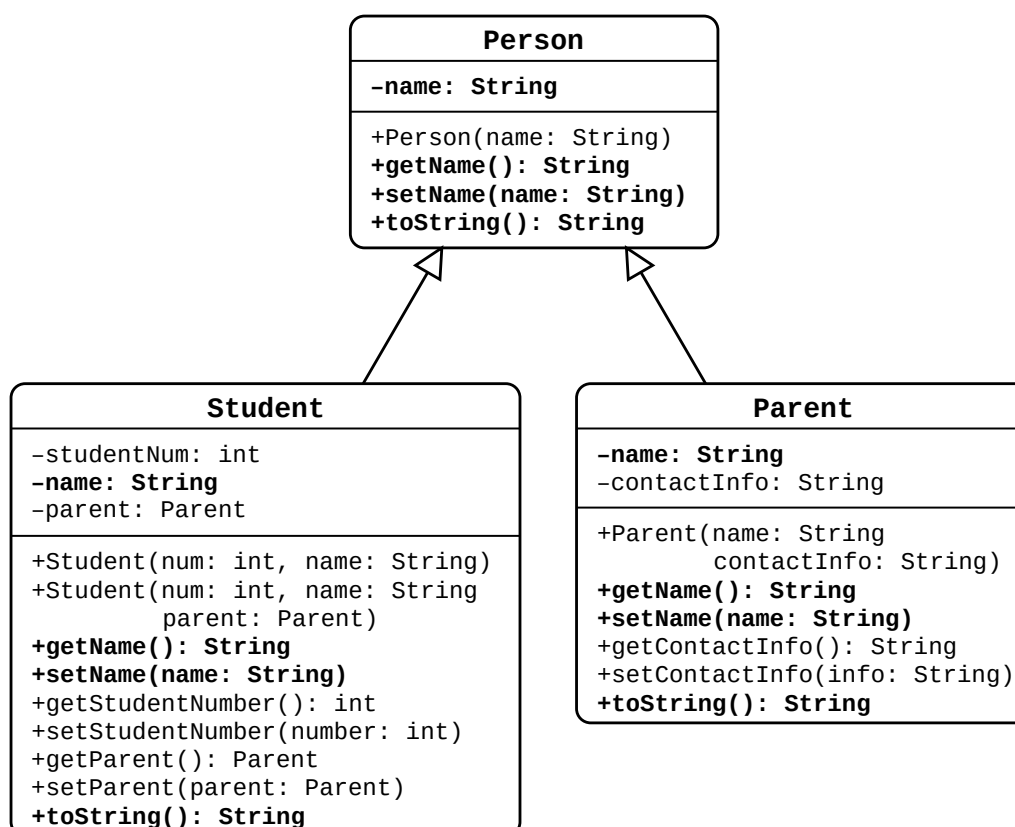 Person
–name: String
+Person(name: String)
+getName(): String
+setName(name: String)
+toString(): String
Student
–studentNum: int
–name: String
–parent: Parent
+Student(num: int, name: String)
+Student(num: int, name: String
parent: Parent)
+getName(): String
+setName(name: String)
+getStudentNumber(): int
+setStudentNumber(number: int)
+getParent(): Parent
+setParent(parent: Parent)
+toString(): String
Parent
–name: String
–contactInfo: String
+Parent(name: String
contactInfo: String)
+getName(): String
+setName(name: String)
+getContactInfo(): String
+setContactInfo(info: String)
+toString(): String